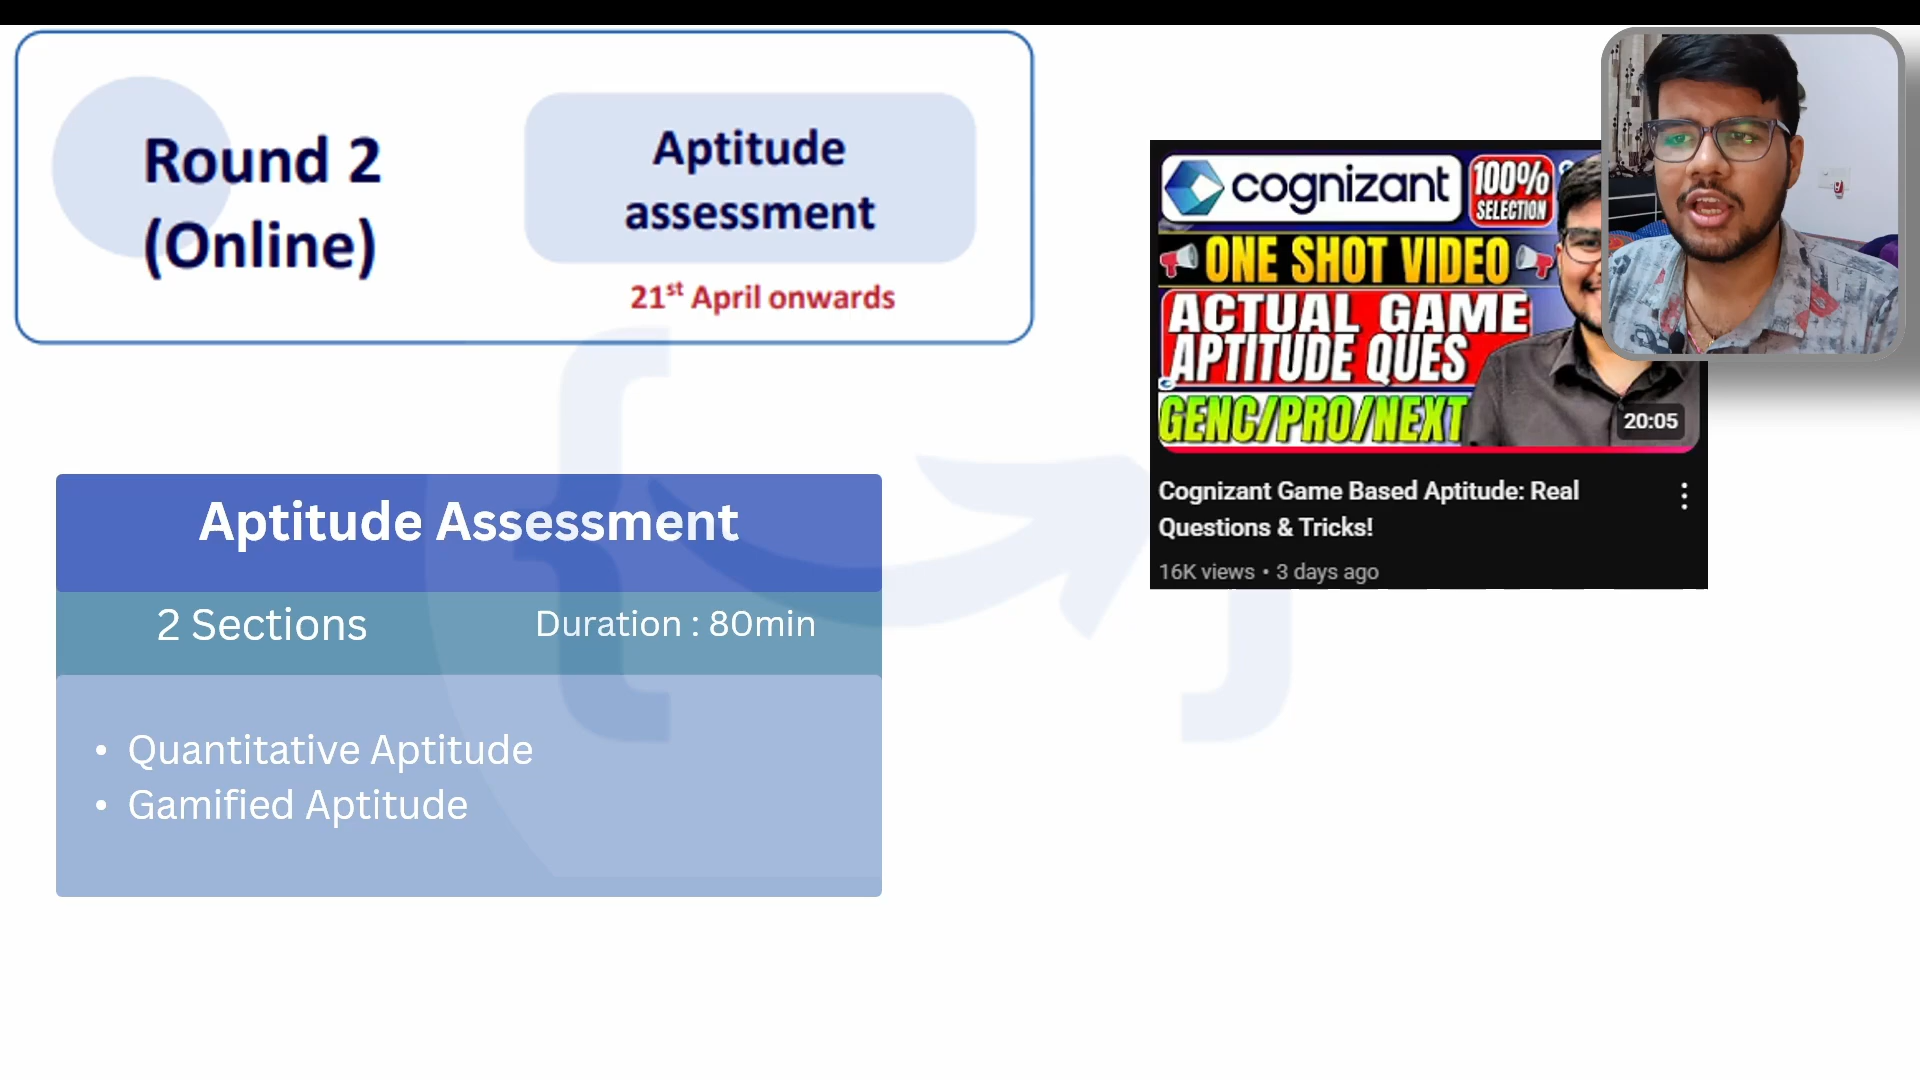 Round 2
(Online)
Aptitude
assessment
21st April onwards
Aptitude Assessment
2 Sections
Duration : 80min
• Quantitative Aptitude
• Gamified Aptitude
cognizant
100%
SELECTION
ONE SHOT VIDEO
ACTUAL GAME
APTITUDE QUES
GENC/PRO/NEXT
20:05
Cognizant Game Based Aptitude: Real
Questions & Tricks!
16K views • 3 days ago